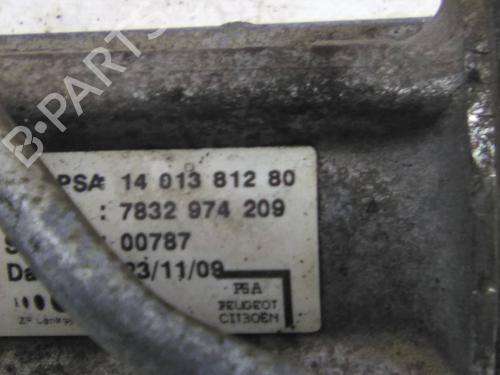 B-PARTS
PSA: 14 013 812 80
: 7832 974 209
00787
23/11/09
PSA
PEUGEOT
CITROËN